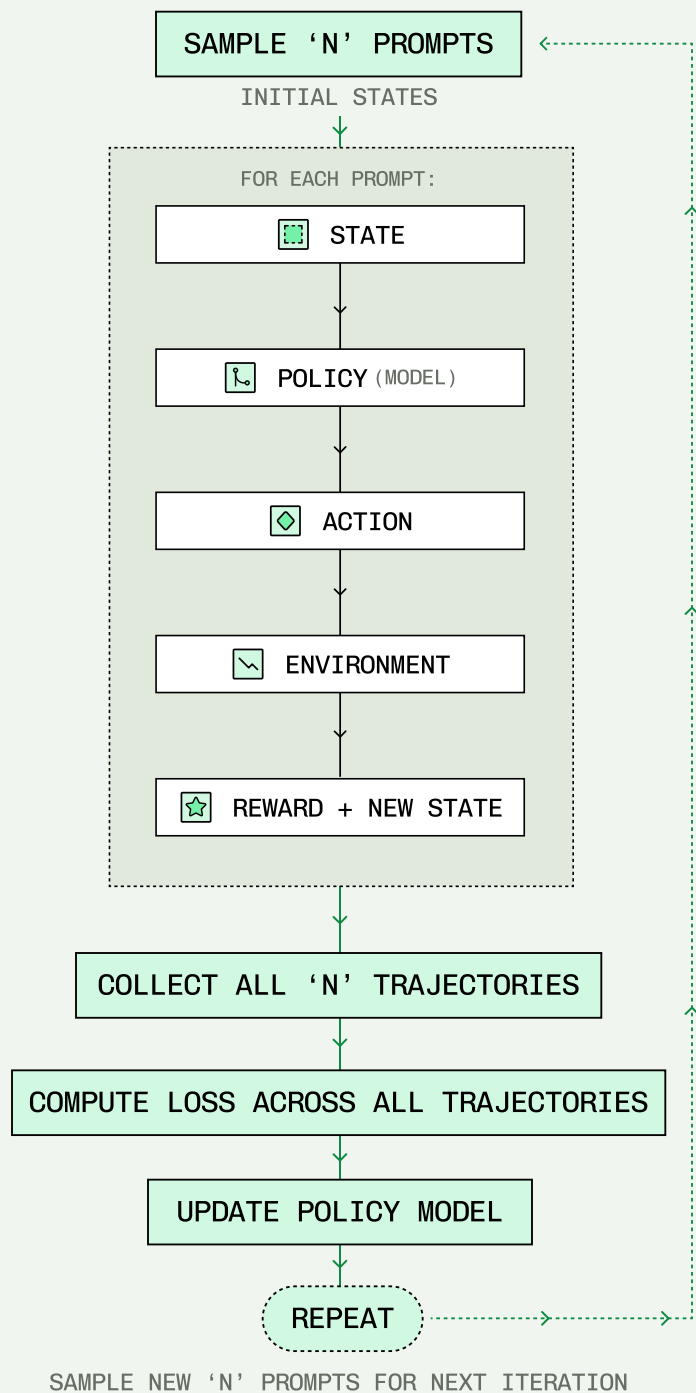 SAMPLE ‘N’ PROMPTS
INITIAL STATES
FOR EACH PROMPT:
STATE
POLICY (MODEL)
ACTION
ENVIRONMENT
REWARD + NEW STATE
COLLECT ALL ‘N’ TRAJECTORIES
COMPUTE LOSS ACROSS ALL TRAJECTORIES
UPDATE POLICY MODEL
REPEAT
SAMPLE NEW ‘N’ PROMPTS FOR NEXT ITERATION